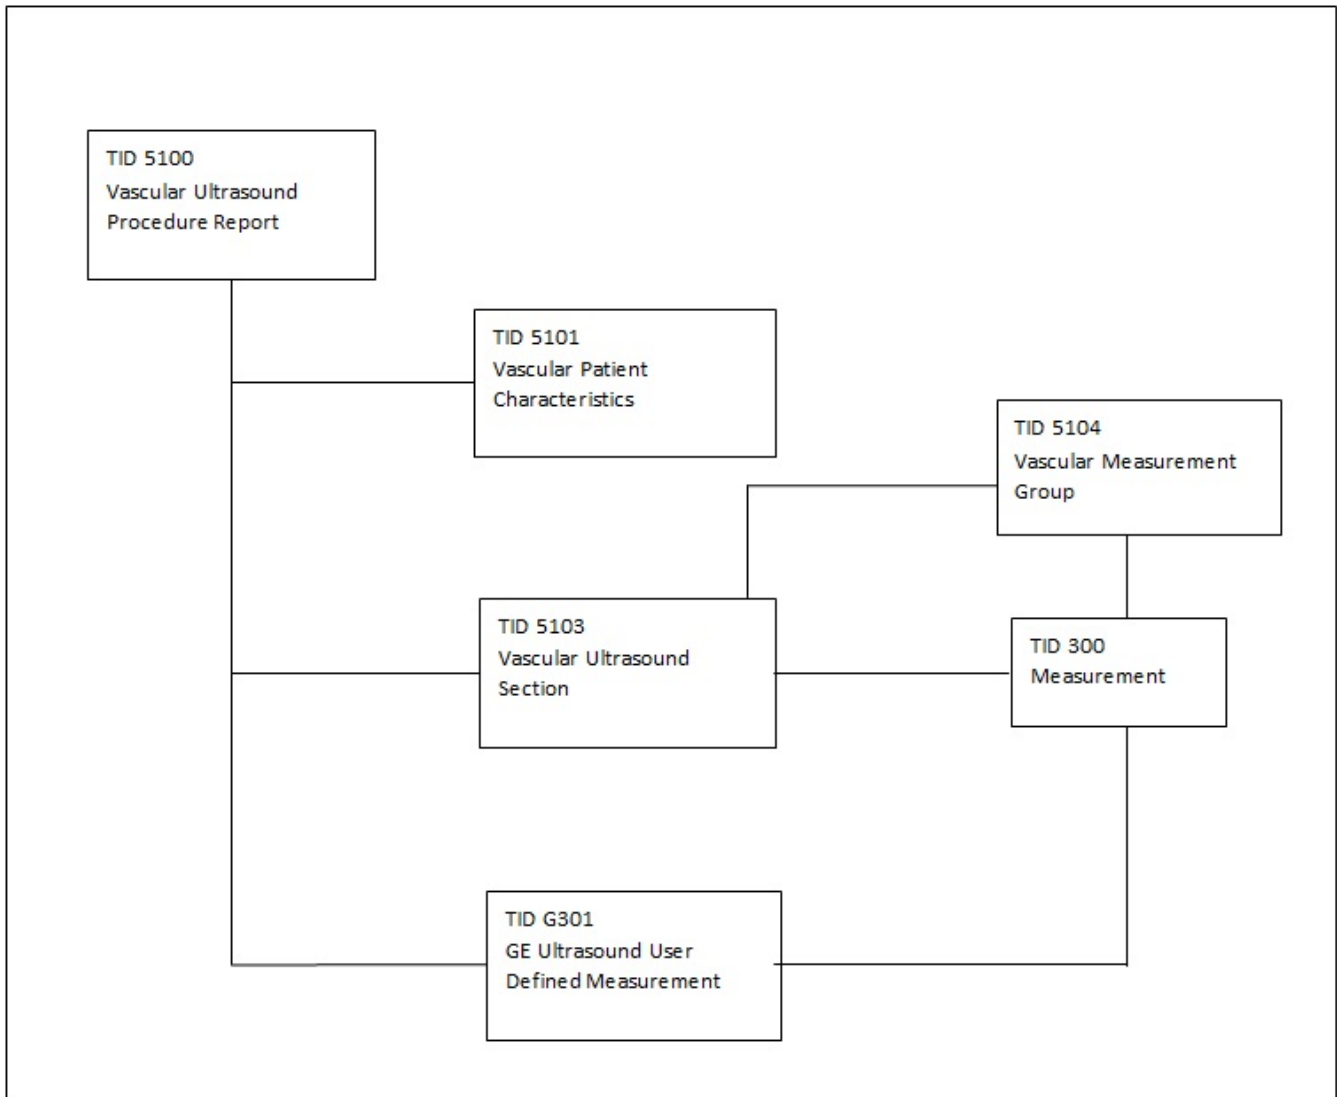 TID 5100
Vascular Ultrasound
Procedure Report
TID 5101
Vascular Patient
Characteristics
TID 5104
Vascular Measurement
Group
TID 5103
Vascular Ultrasound
Section
TID 300
Measurement
TID G301
GE Ultrasound User
Defined Measurement